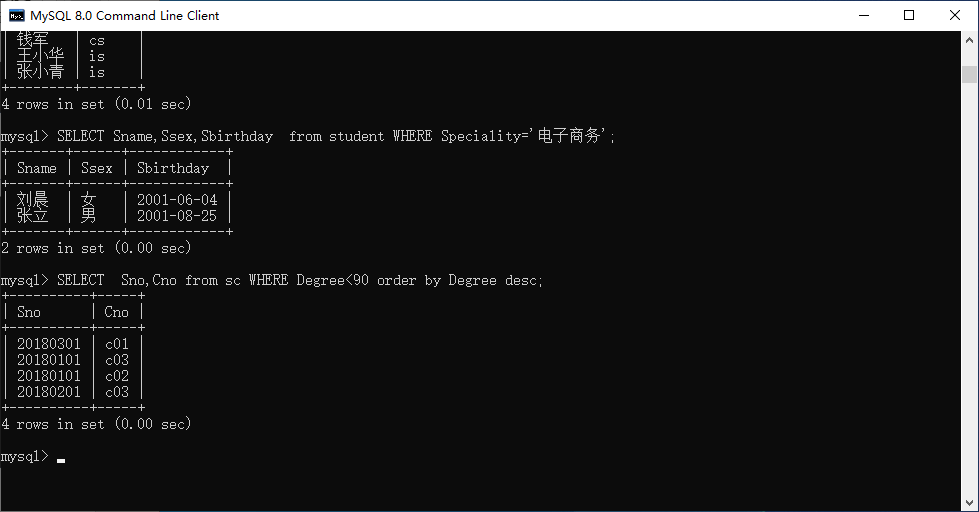 MySQL 8.0 Command Line Client
| 钱军   | cs    |
| 王小华 | is    |
| 张小青 | is    |
+--------+-------+
4 rows in set (0.01 sec)
mysql> SELECT Sname,Ssex,Sbirthday  from student WHERE Speciality='电子商务';
+-------+------+------------+
| Sname | Ssex | Sbirthday  |
+-------+------+------------+
| 刘晨  | 女   | 2001-06-04 |
| 张立  | 男   | 2001-08-25 |
+-------+------+------------+
2 rows in set (0.00 sec)
mysql> SELECT  Sno,Cno from sc WHERE Degree<90 order by Degree desc;
+----------+-----+
| Sno      | Cno |
+----------+-----+
| 20180301 | c01 |
| 20180101 | c03 |
| 20180101 | c02 |
| 20180201 | c03 |
+----------+-----+
4 rows in set (0.00 sec)
mysql>